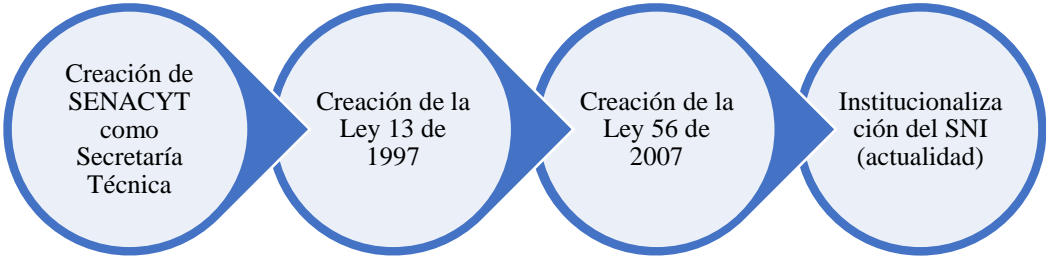 Creación de
SENACYT
como
Secretaría
Técnica
Creación de la
Ley 13 de
1997
Creación de la
Ley 56 de
2007
Institucionaliza
ción del SNI
(actualidad)